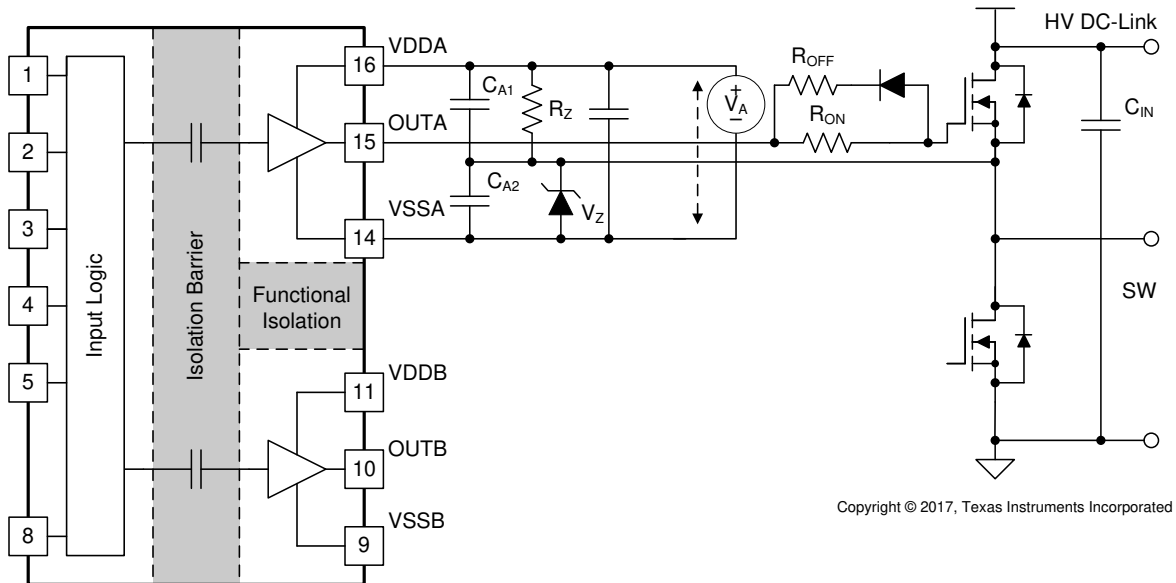 1
2
3
4
5
8
Input Logic
Isolation Barrier
Functional
Isolation
16
VDDA
15
OUTA
14
VSSA
11
VDDB
10
OUTB
9
VSSB
CA1
RZ
CA2
VZ
+
VA
ROFF
RON
HV DC-Link
CIN
SW
Copyright © 2017, Texas Instruments Incorporated